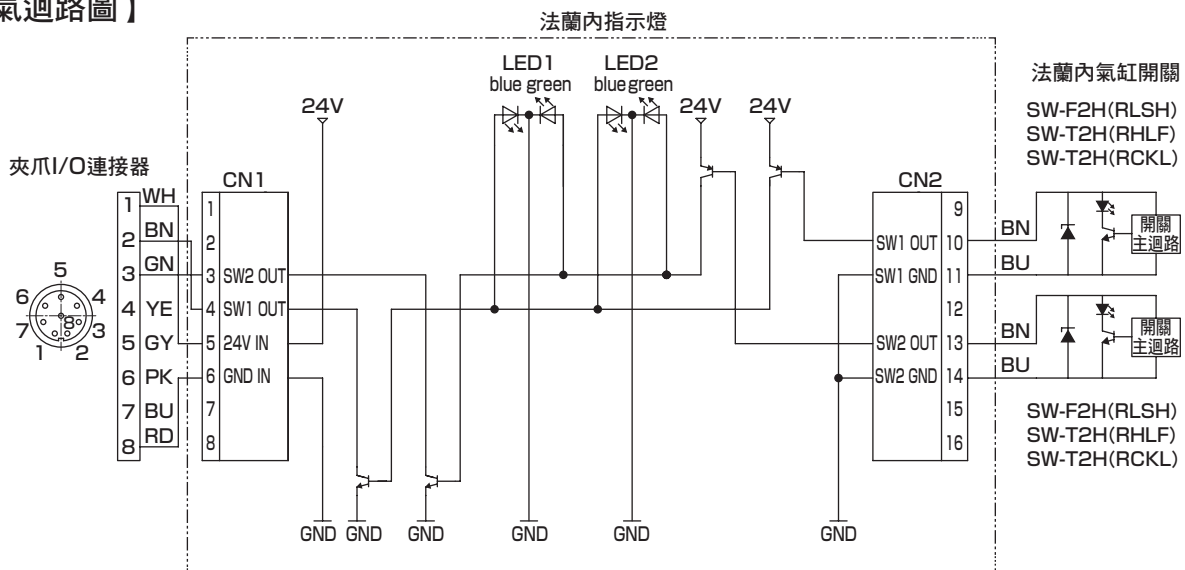 氣迴路圖】
法蘭內指示燈
LED1
blue green
LED2
blue green
24V
24V
24V
法蘭內氣缸開關
SW-F2H(RLSH)
SW-T2H(RHLF)
SW-T2H(RCKL)
夾爪I/O連接器
CN1
CN2
1 WH
2 BN
3 GN
4 YE
5 GY
6 PK
7 BU
8 RD
5
6
4
8
7
3
1
2
1
2
3 SW2 OUT
4 SW1 OUT
5 24V IN
6 GND IN
7
8
9
SW1 OUT 10
SW1 GND 11
12
SW2 OUT 13
SW2 GND 14
15
16
BN
BU
開關
主迴路
BN
BU
開關
主迴路
SW-F2H(RLSH)
SW-T2H(RHLF)
SW-T2H(RCKL)
GND
GND
GND
GND
GND
GND